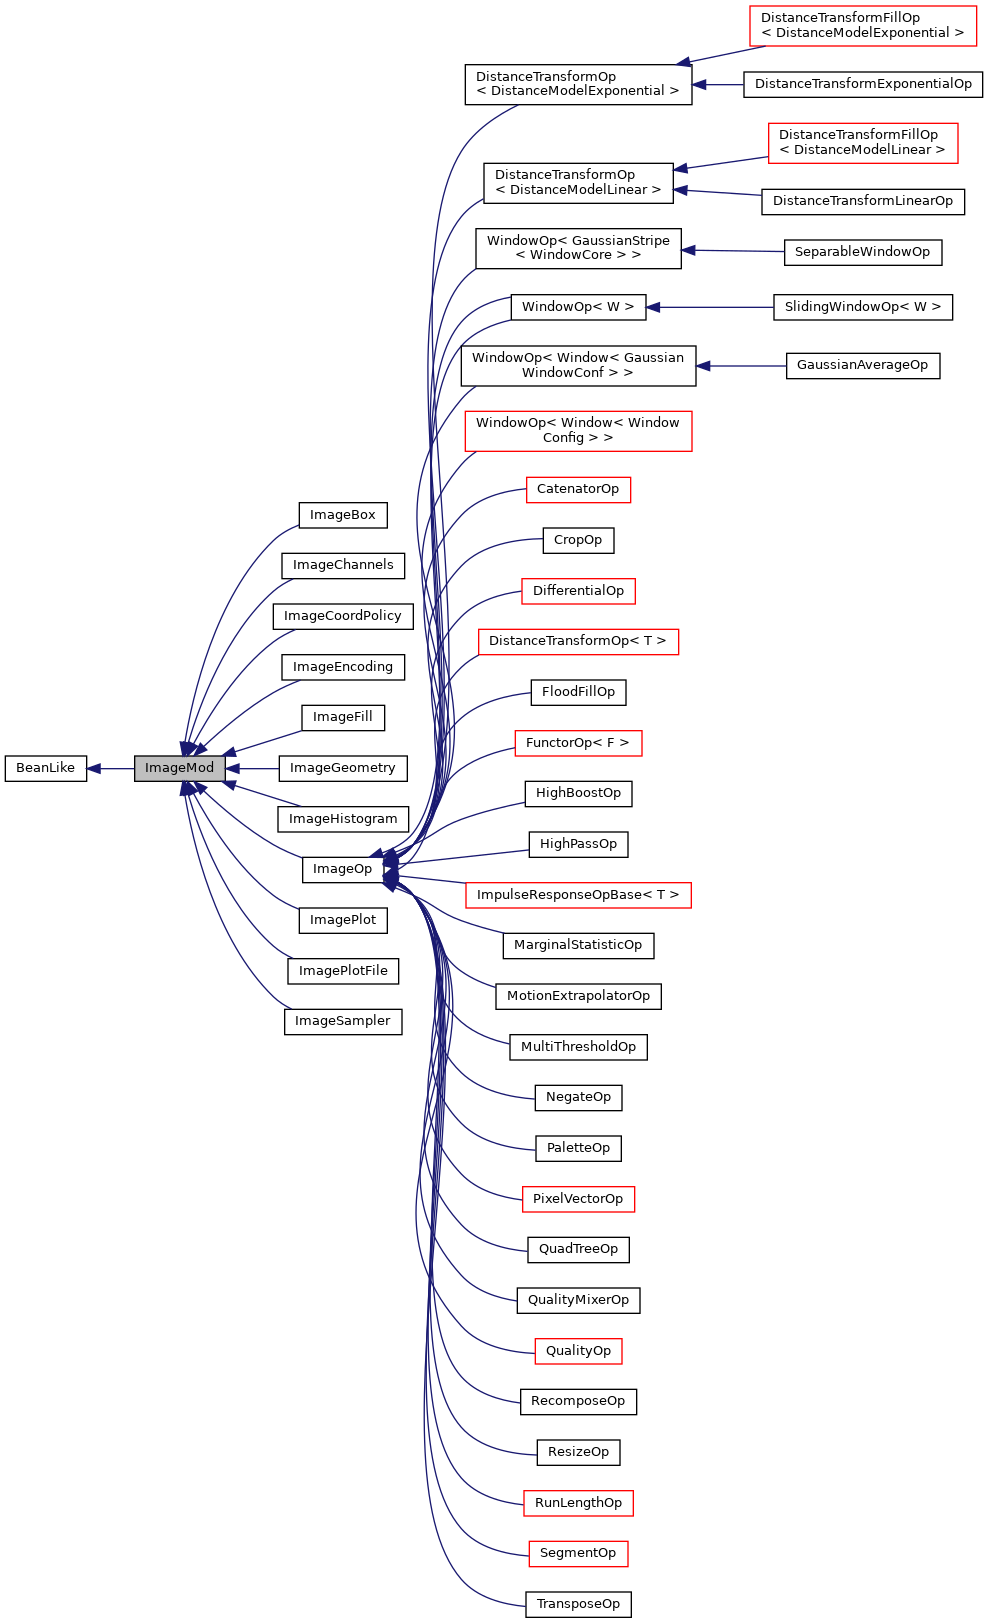 DistanceTransformFillOp
< DistanceModelExponential >
DistanceTransformOp
< DistanceModelExponential >
DistanceTransformExponentialOp
DistanceTransformFillOp
< DistanceModelLinear >
DistanceTransformOp
< DistanceModelLinear >
DistanceTransformLinearOp
WindowOp< GaussianStripe
< WindowCore > >
SeparableWindowOp
WindowOp< W >
SlidingWindowOp< W >
WindowOp< Window< Gaussian
WindowConf > >
GaussianAverageOp
WindowOp< Window< Window
Config > >
CatenatorOp
CropOp
DifferentialOp
DistanceTransformOp< T >
FloodFillOp
FunctorOp< F >
HighBoostOp
HighPassOp
ImpulseResponseOpBase< T >
MarginalStatisticOp
MotionExtrapolatorOp
MultiThresholdOp
NegateOp
PaletteOp
PixelVectorOp
QuadTreeOp
QualityMixerOp
QualityOp
RecomposeOp
ResizeOp
RunLengthOp
SegmentOp
TransposeOp
ImageBox
ImageChannels
ImageCoordPolicy
ImageEncoding
ImageFill
ImageGeometry
ImageHistogram
ImageOp
ImagePlot
ImagePlotFile
ImageSampler
BeanLike
ImageMod